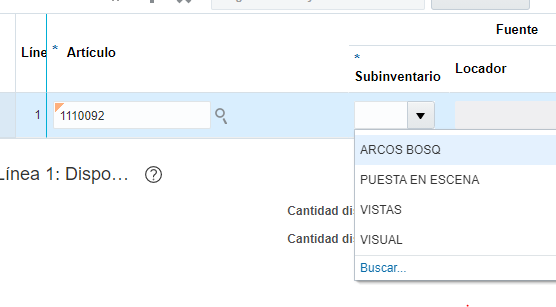 Fuente
Líne
* Artículo
*
Subinventario
Locador
1
1110092
ARCOS BOSQ
PUESTA EN ESCENA
VISTAS
VISUAL
Buscar...
Línea 1: Dispo... ?
Cantidad di
Cantidad di